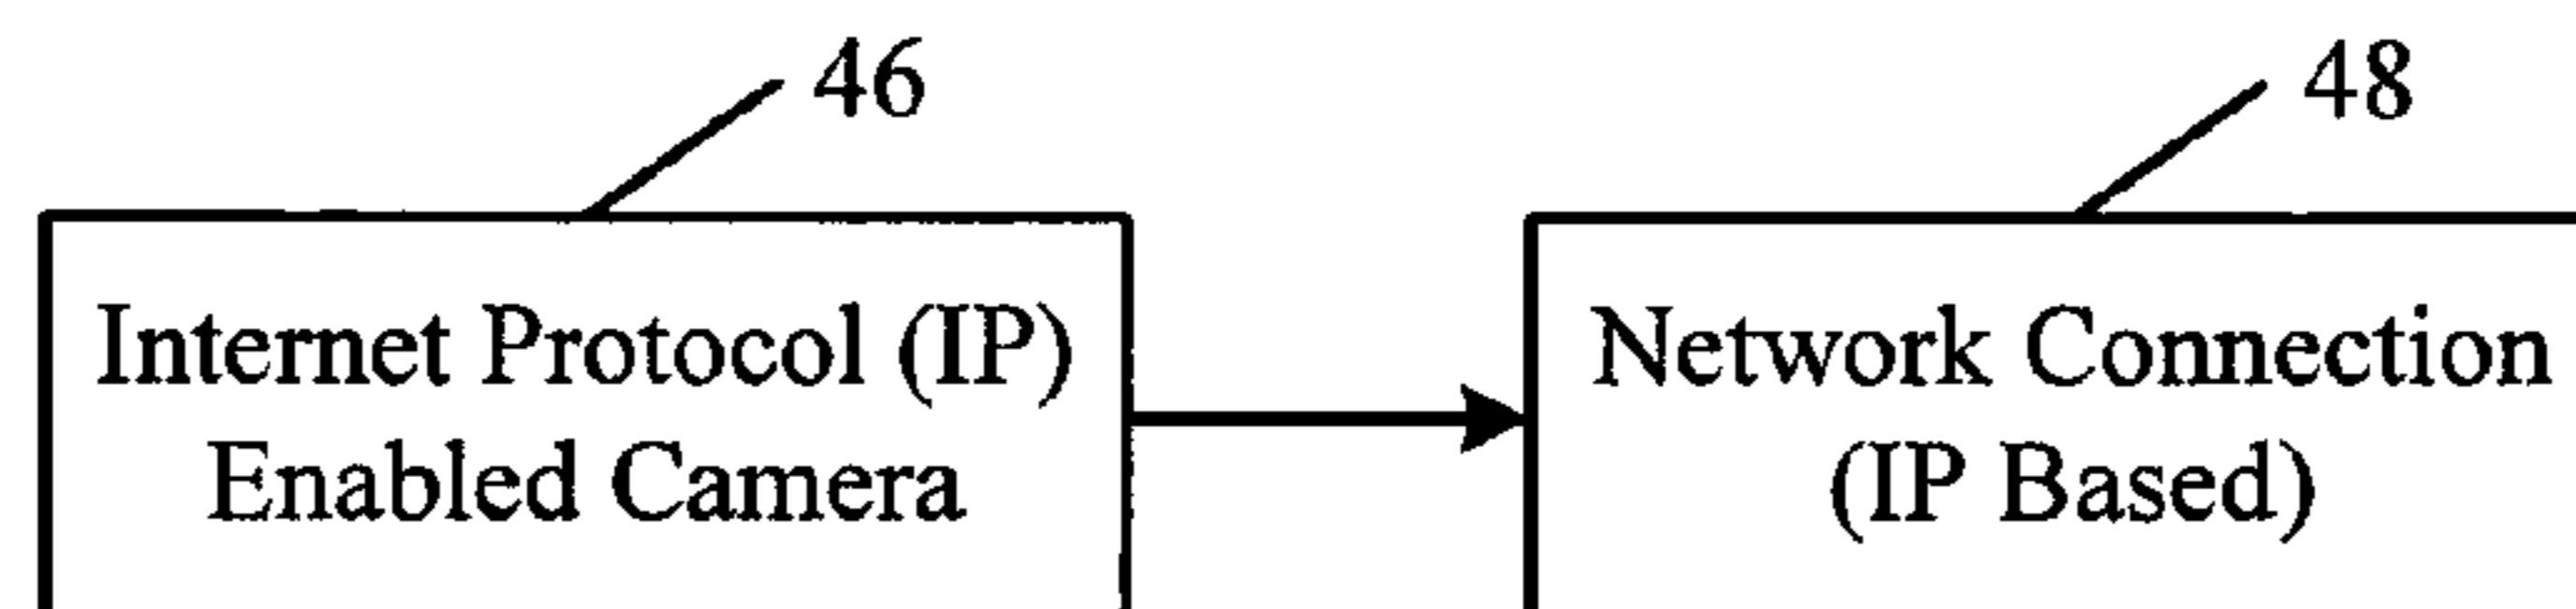 46
48
Internet Protocol (IP)
Enabled Camera
Network Connection
(IP Based)